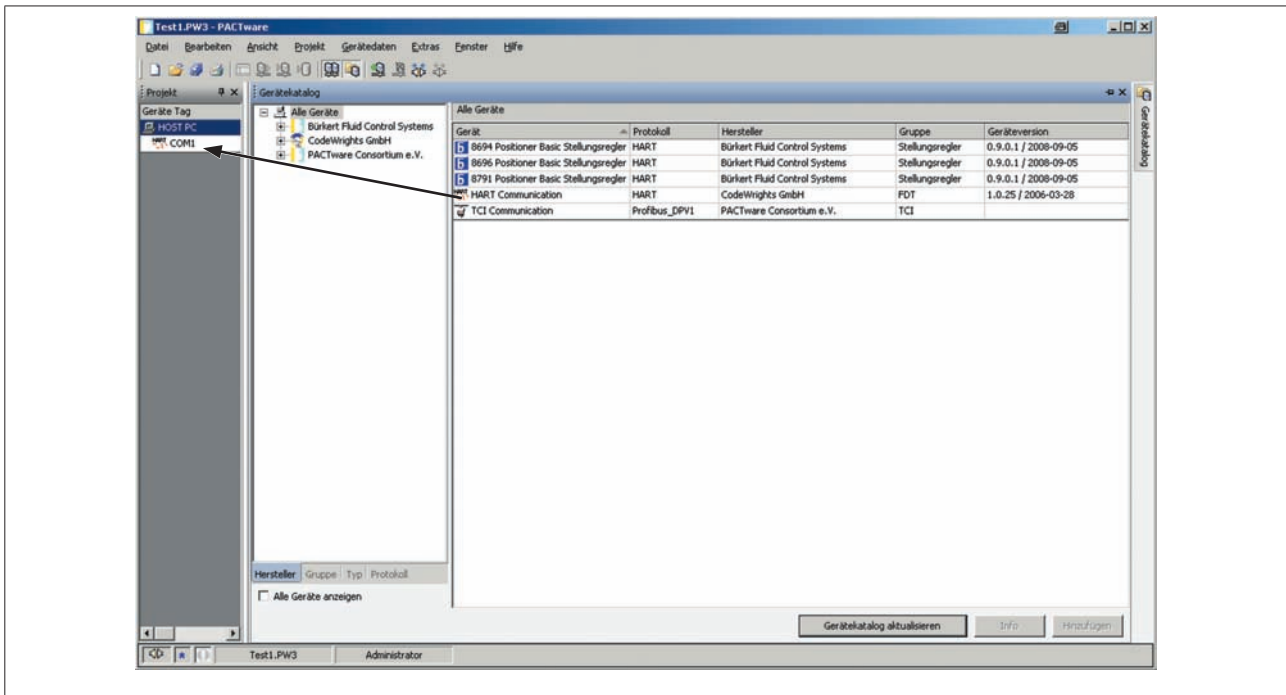 Test1.PW3 - PACTware
Datei Bearbeiten Ansicht Projekt Gerätedaten Extras Fenster Hilfe
Projekt
Geräte Tag
HOST PC
COM1
Gerätekatalog
Alle Geräte
Bürkert Fluid Control Systems
CodeWrights GmbH
PACTware Consortium e.V.
Alle Geräte
Gerät Protokoll Hersteller Gruppe Geräteversion
8694 Positioner Basic Stellungsregler HART Bürkert Fluid Control Systems Stellungsregler 0.9.0.1 / 2008-09-05
8696 Positioner Basic Stellungsregler HART Bürkert Fluid Control Systems Stellungsregler 0.9.0.1 / 2008-09-05
8791 Positioner Basic Stellungsregler HART Bürkert Fluid Control Systems Stellungsregler 0.9.0.1 / 2008-09-05
HART Communication HART CodeWrights GmbH FDT 1.0.25 / 2006-03-28
TCI Communication Profibus_DPV1 PACTware Consortium e.V. TCI
Gerätekatalog
Hersteller Gruppe Typ Protokoll
Alle Geräte anzeigen
Gerätekatalog aktualisieren Info Hinzufügen
Test1.PW3 Administrator